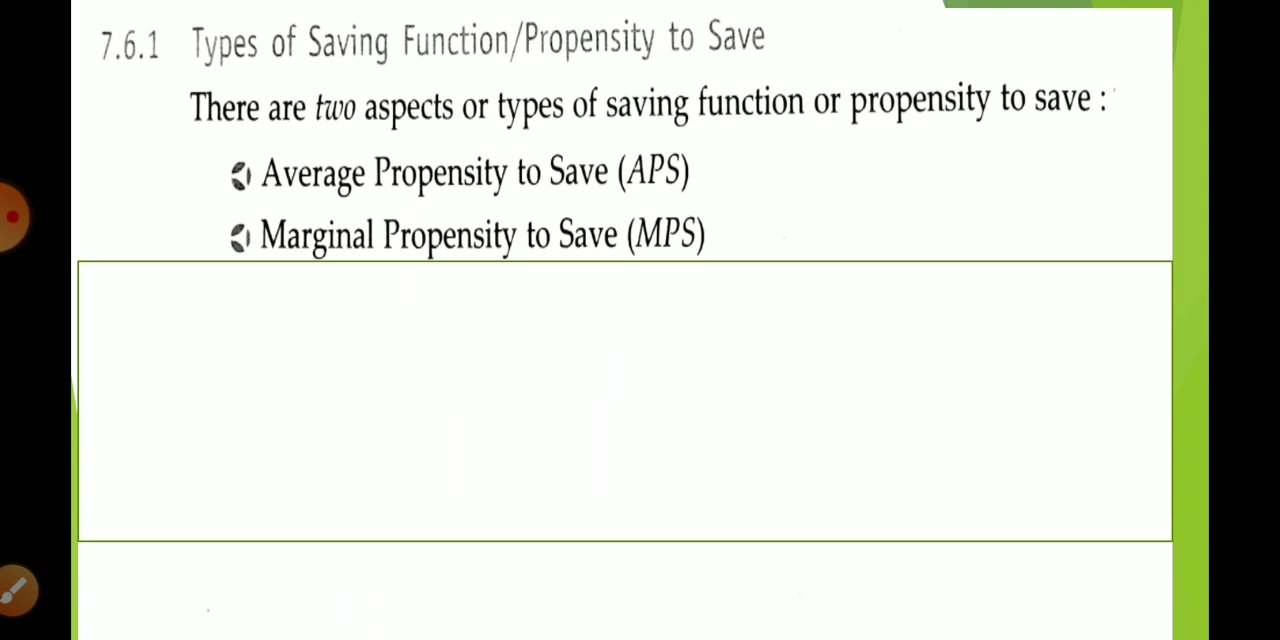 7.6.1 Types of Saving Function/Propensity to Save
There are two aspects or types of saving function or propensity to save :
Average Propensity to Save (APS)
Marginal Propensity to Save (MPS)